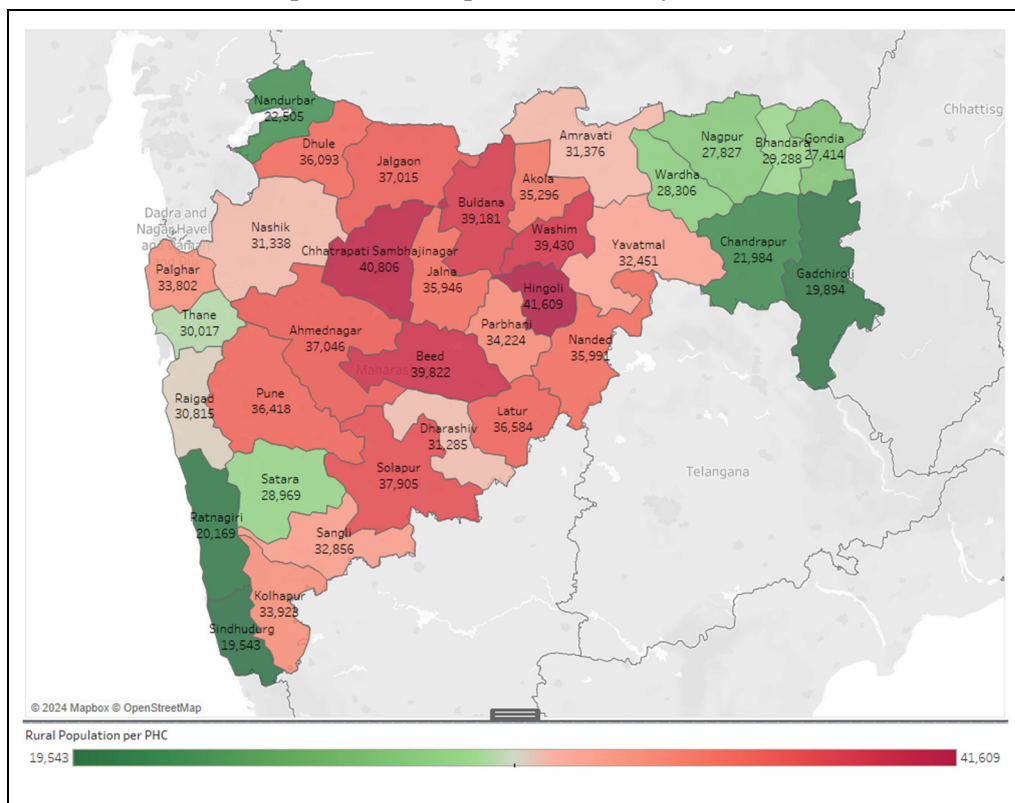 Chhattisg
Nandurbar
22,505
Dhule
36,093
Jalgaon
37,015
Buldana
39,181
Akola
35,296
Amravati
31,376
Wardha
28,306
Nagpur
27,827
Bhandara
29,288
Gondia
27,414
Dadra and
Nagar Havel
Nashik
31,338
Chhatrapati Sambhajinagar
40,806
Jalna
35,946
Washim
39,430
Yavatmal
32,451
Chandrapur
21,984
Gadchiroli
19,894
Palghar
33,802
Thane
30,017
Hingoli
41,609
Parbhani
34,224
Nanded
35,991
Ahmednagar
37,046
Beed
39,822
Maharas
Raigad
30,815
Pune
36,418
Latur
36,584
Dharashiv
31,285
Solapur
37,905
Satara
28,969
Telangana
Ratnagiri
20,169
Sangli
32,856
Kolhapur
33,923
Sindhudurg
19,543
© 2024 Mapbox © OpenStreetMap
Rural Population per PHC
19,543
41,609